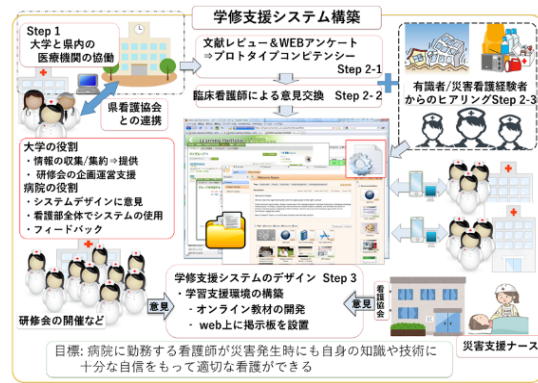 学修支援システム構築
Step 1
大学と県内の
医療機関の協働
文献レビュー＆WEBアンケート
⇒プロトタイプコンピテンシー
Step 2-1
県看護協会
との連携
臨床看護師による意見交換 Step 2- 2
有識者/災害看護経験者
からのヒアリングStep 2-3
大学の役割
・情報の収集/集約⇒提供
・研修会の企画運営支援
病院の役割
・システムデザインに意見
・看護部全体でシステムの使用
・フィードバック
研修会の開催など
意見
学修支援システムのデザイン Step 3
・学習支援環境の構築
- オンライン教材の開発
- web上に掲示板を設置
意見
看護協会
災害支援ナース
目標: 病院に勤務する看護師が災害発生時にも自身の知識や技術に
十分な自信をもって適切な看護ができる